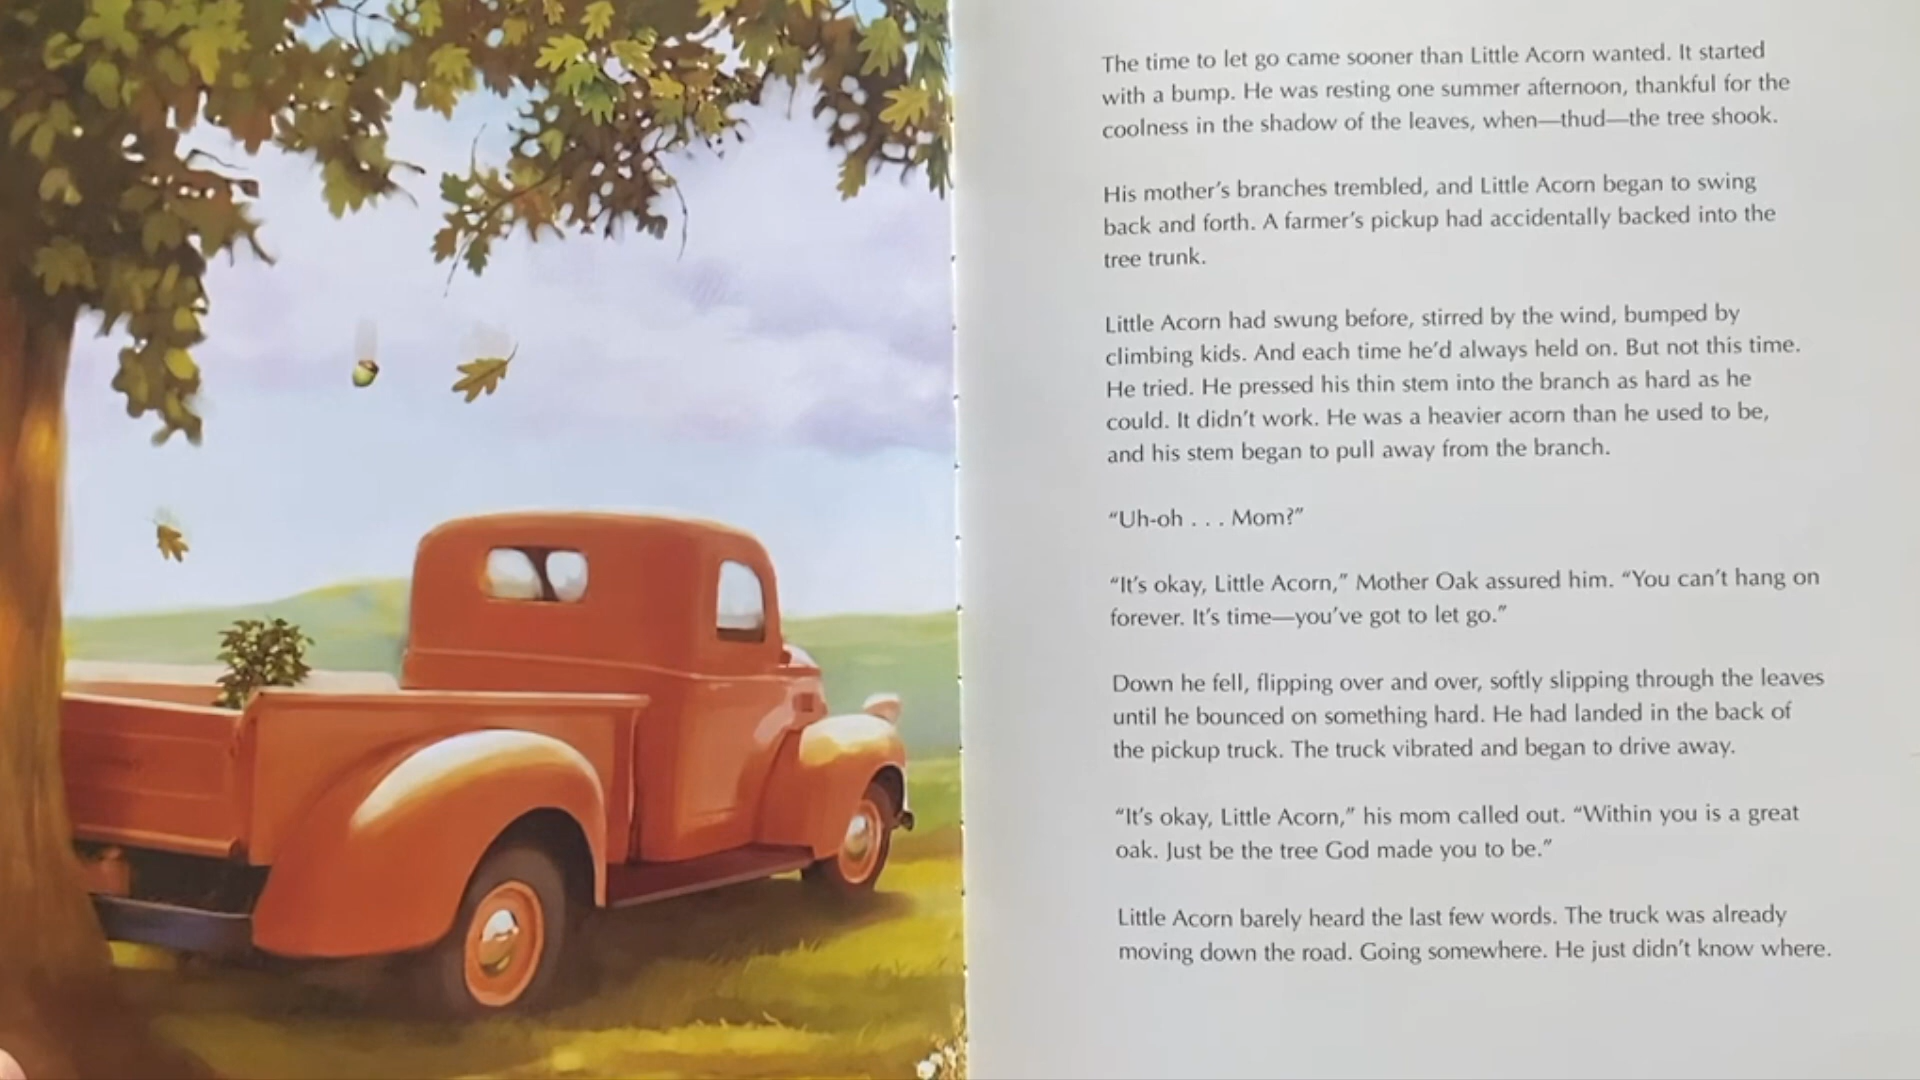 The time to let go came sooner than Little Acorn wanted. It started
with a bump. He was resting one summer afternoon, thankful for the
coolness in the shadow of the leaves, when—thud—the tree shook.
His mother’s branches trembled, and Little Acorn began to swing
back and forth. A farmer’s pickup had accidentally backed into the
tree trunk.
Little Acorn had swung before, stirred by the wind, bumped by
climbing kids. And each time he’d always held on. But not this time.
He tried. He pressed his thin stem into the branch as hard as he
could. It didn’t work. He was a heavier acorn than he used to be,
and his stem began to pull away from the branch.
“Uh-oh . . . Mom?”
“It’s okay, Little Acorn,” Mother Oak assured him. “You can’t hang on
forever. It’s time—you’ve got to let go.”
Down he fell, flipping over and over, softly slipping through the leaves
until he bounced on something hard. He had landed in the back of
the pickup truck. The truck vibrated and began to drive away.
“It’s okay, Little Acorn,” his mom called out. “Within you is a great
oak. Just be the tree God made you to be.”
Little Acorn barely heard the last few words. The truck was already
moving down the road. Going somewhere. He just didn’t know where.